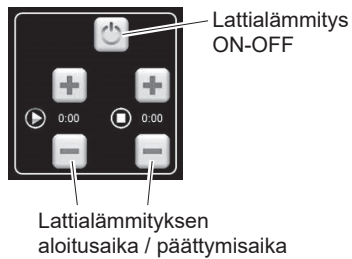 Lattialämmitys
ON-OFF
0:00 0:00
Lattialämmityksen
aloitusaika / päättymisaika